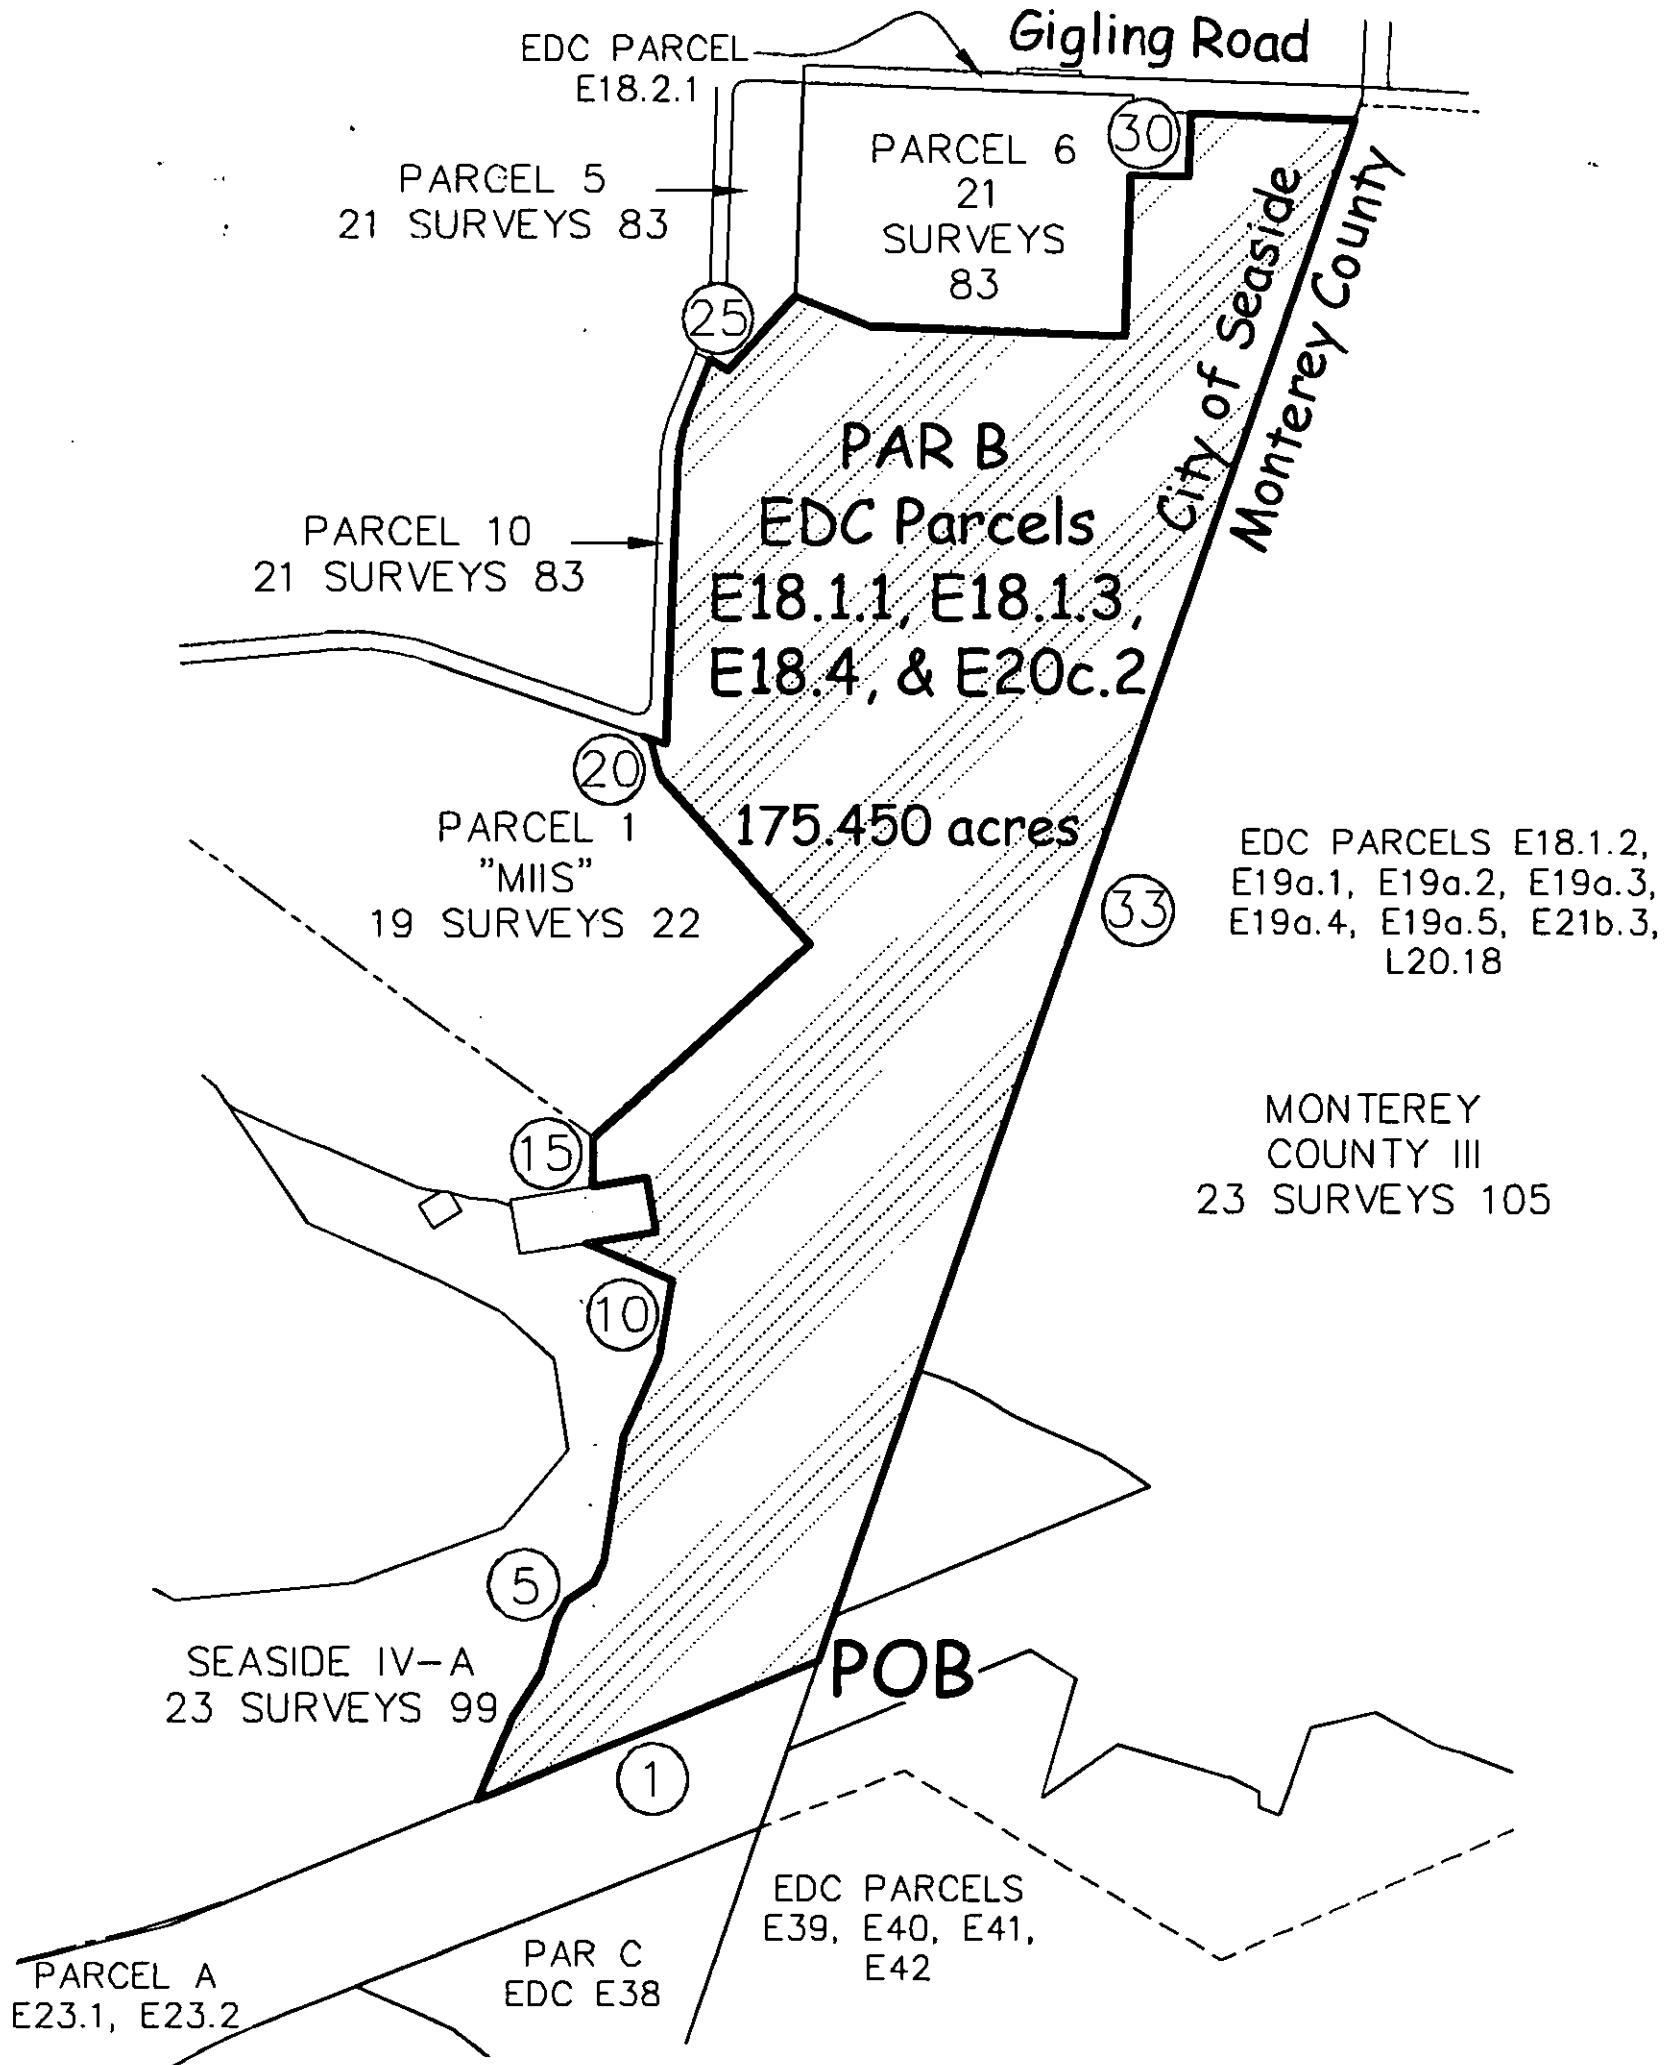 Gigling Road
EDC PARCEL
E18.2.1
30
PARCEL 6
21
SURVEYS
83
PARCEL 5
21 SURVEYS 83
City of Seaside
Monterey County
25
PAR B
EDC Parcels
E18.1.1, E18.1.3,
E18.4, & E20c.2
175.450 acres
PARCEL 10
21 SURVEYS 83
20
PARCEL 1
"MIIS"
19 SURVEYS 22
33
EDC PARCELS E18.1.2,
E19a.1, E19a.2, E19a.3,
E19a.4, E19a.5, E21b.3,
L20.18
MONTEREY
COUNTY III
23 SURVEYS 105
15
10
5
SEASIDE IV-A
23 SURVEYS 99
POB
1
EDC PARCELS
E39, E40, E41,
E42
PAR C
EDC E38
PARCEL A
E23.1, E23.2